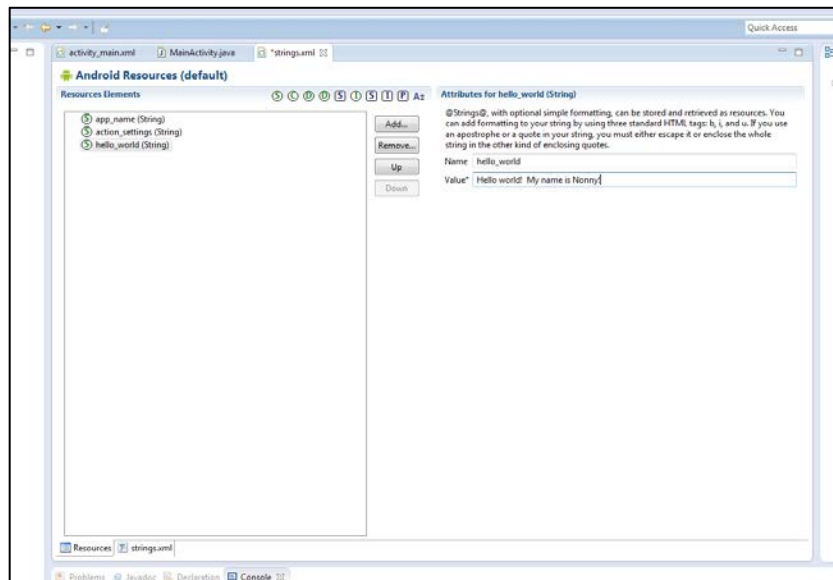 Quick Access
activity_main.xml MainActivity.java *strings.xml
Android Resources (default)
Resources Elements S C D D S I S I P Az
Attributes for hello_world (String)
S app_name (String)
S action_settings (String)
S hello_world (String)
Add...
Remove...
Up
Down
@Strings@, with optional simple formatting, can be stored and retrieved as resources. You
can add formatting to your string by using three standard HTML tags: b, i, and u. If you use
an apostrophe or a quote in your string, you must either escape it or enclose the whole
string in the other kind of enclosing quotes.
Name hello_world
Value* Hello world! My name is Nonny!
Resources strings.xml
Problems @ Javadoc Declaration Console